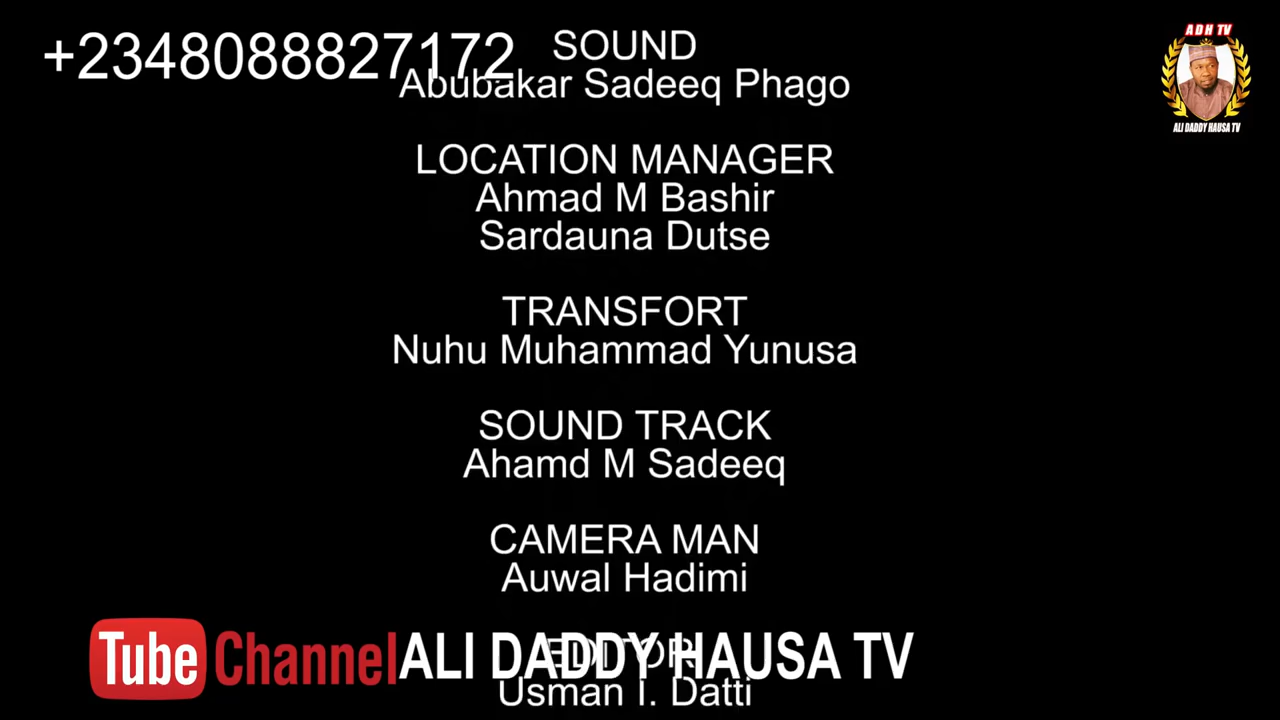 +2348088827172
SOUND
Abubakar Sadeeq Phago
LOCATION MANAGER
Ahmad M Bashir
Sardauna Dutse
TRANSFORT
Nuhu Muhammad Yunusa
SOUND TRACK
Ahamd M Sadeeq
CAMERA MAN
Auwal Hadimi
EDITOR
Tube Channel ALI DADDY HAUSA TV
Usman I. Datti
ADH TV
ALI DADDY HAUSA TV